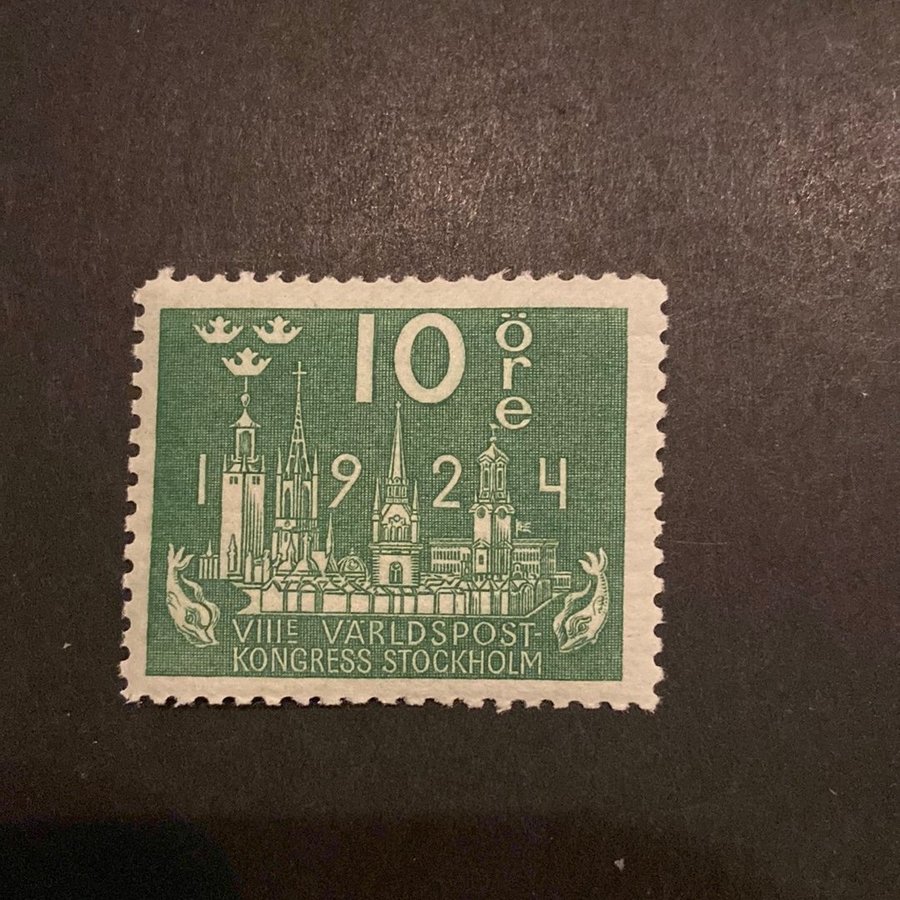 10 öre
1924
VIIIE VÄRLDSPOST-
KONGRESS STOCKHOLM